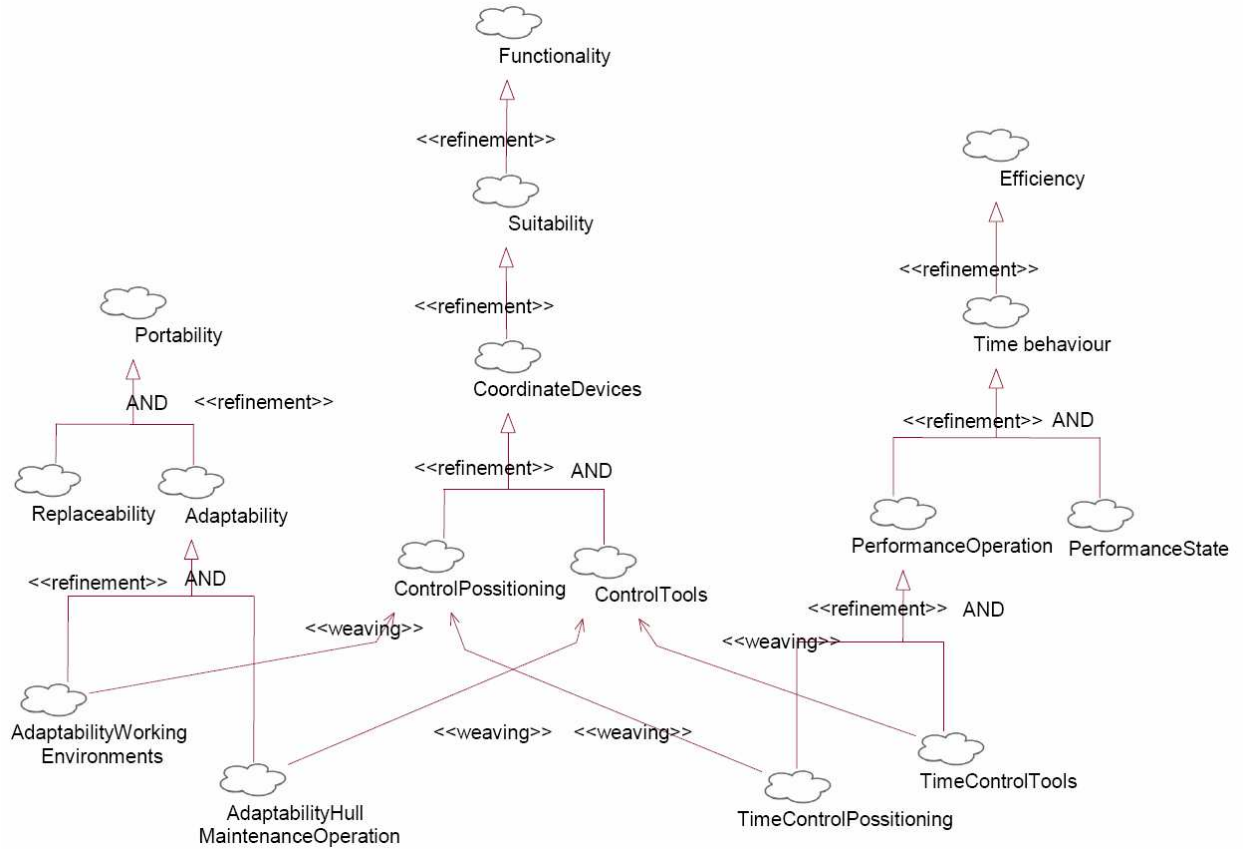 Functionality
<<refinement>>
Efficiency
Suitability
<<refinement>>
<<refinement>>
Portability
Time behaviour
CoordinateDevices
AND
<<refinement>>
<<refinement>>
AND
<<refinement>>
AND
Replaceability
Adaptability
PerformanceOperation
PerformanceState
<<refinement>>
AND
ControlPossitioning
ControlTools
<<refinement>>
AND
<<weaving>>
<<weaving>>
AdaptabilityWorking
Environments
<<weaving>>
<<weaving>>
TimeControlTools
AdaptabilityHull
MaintenanceOperation
TimeControlPossitioning